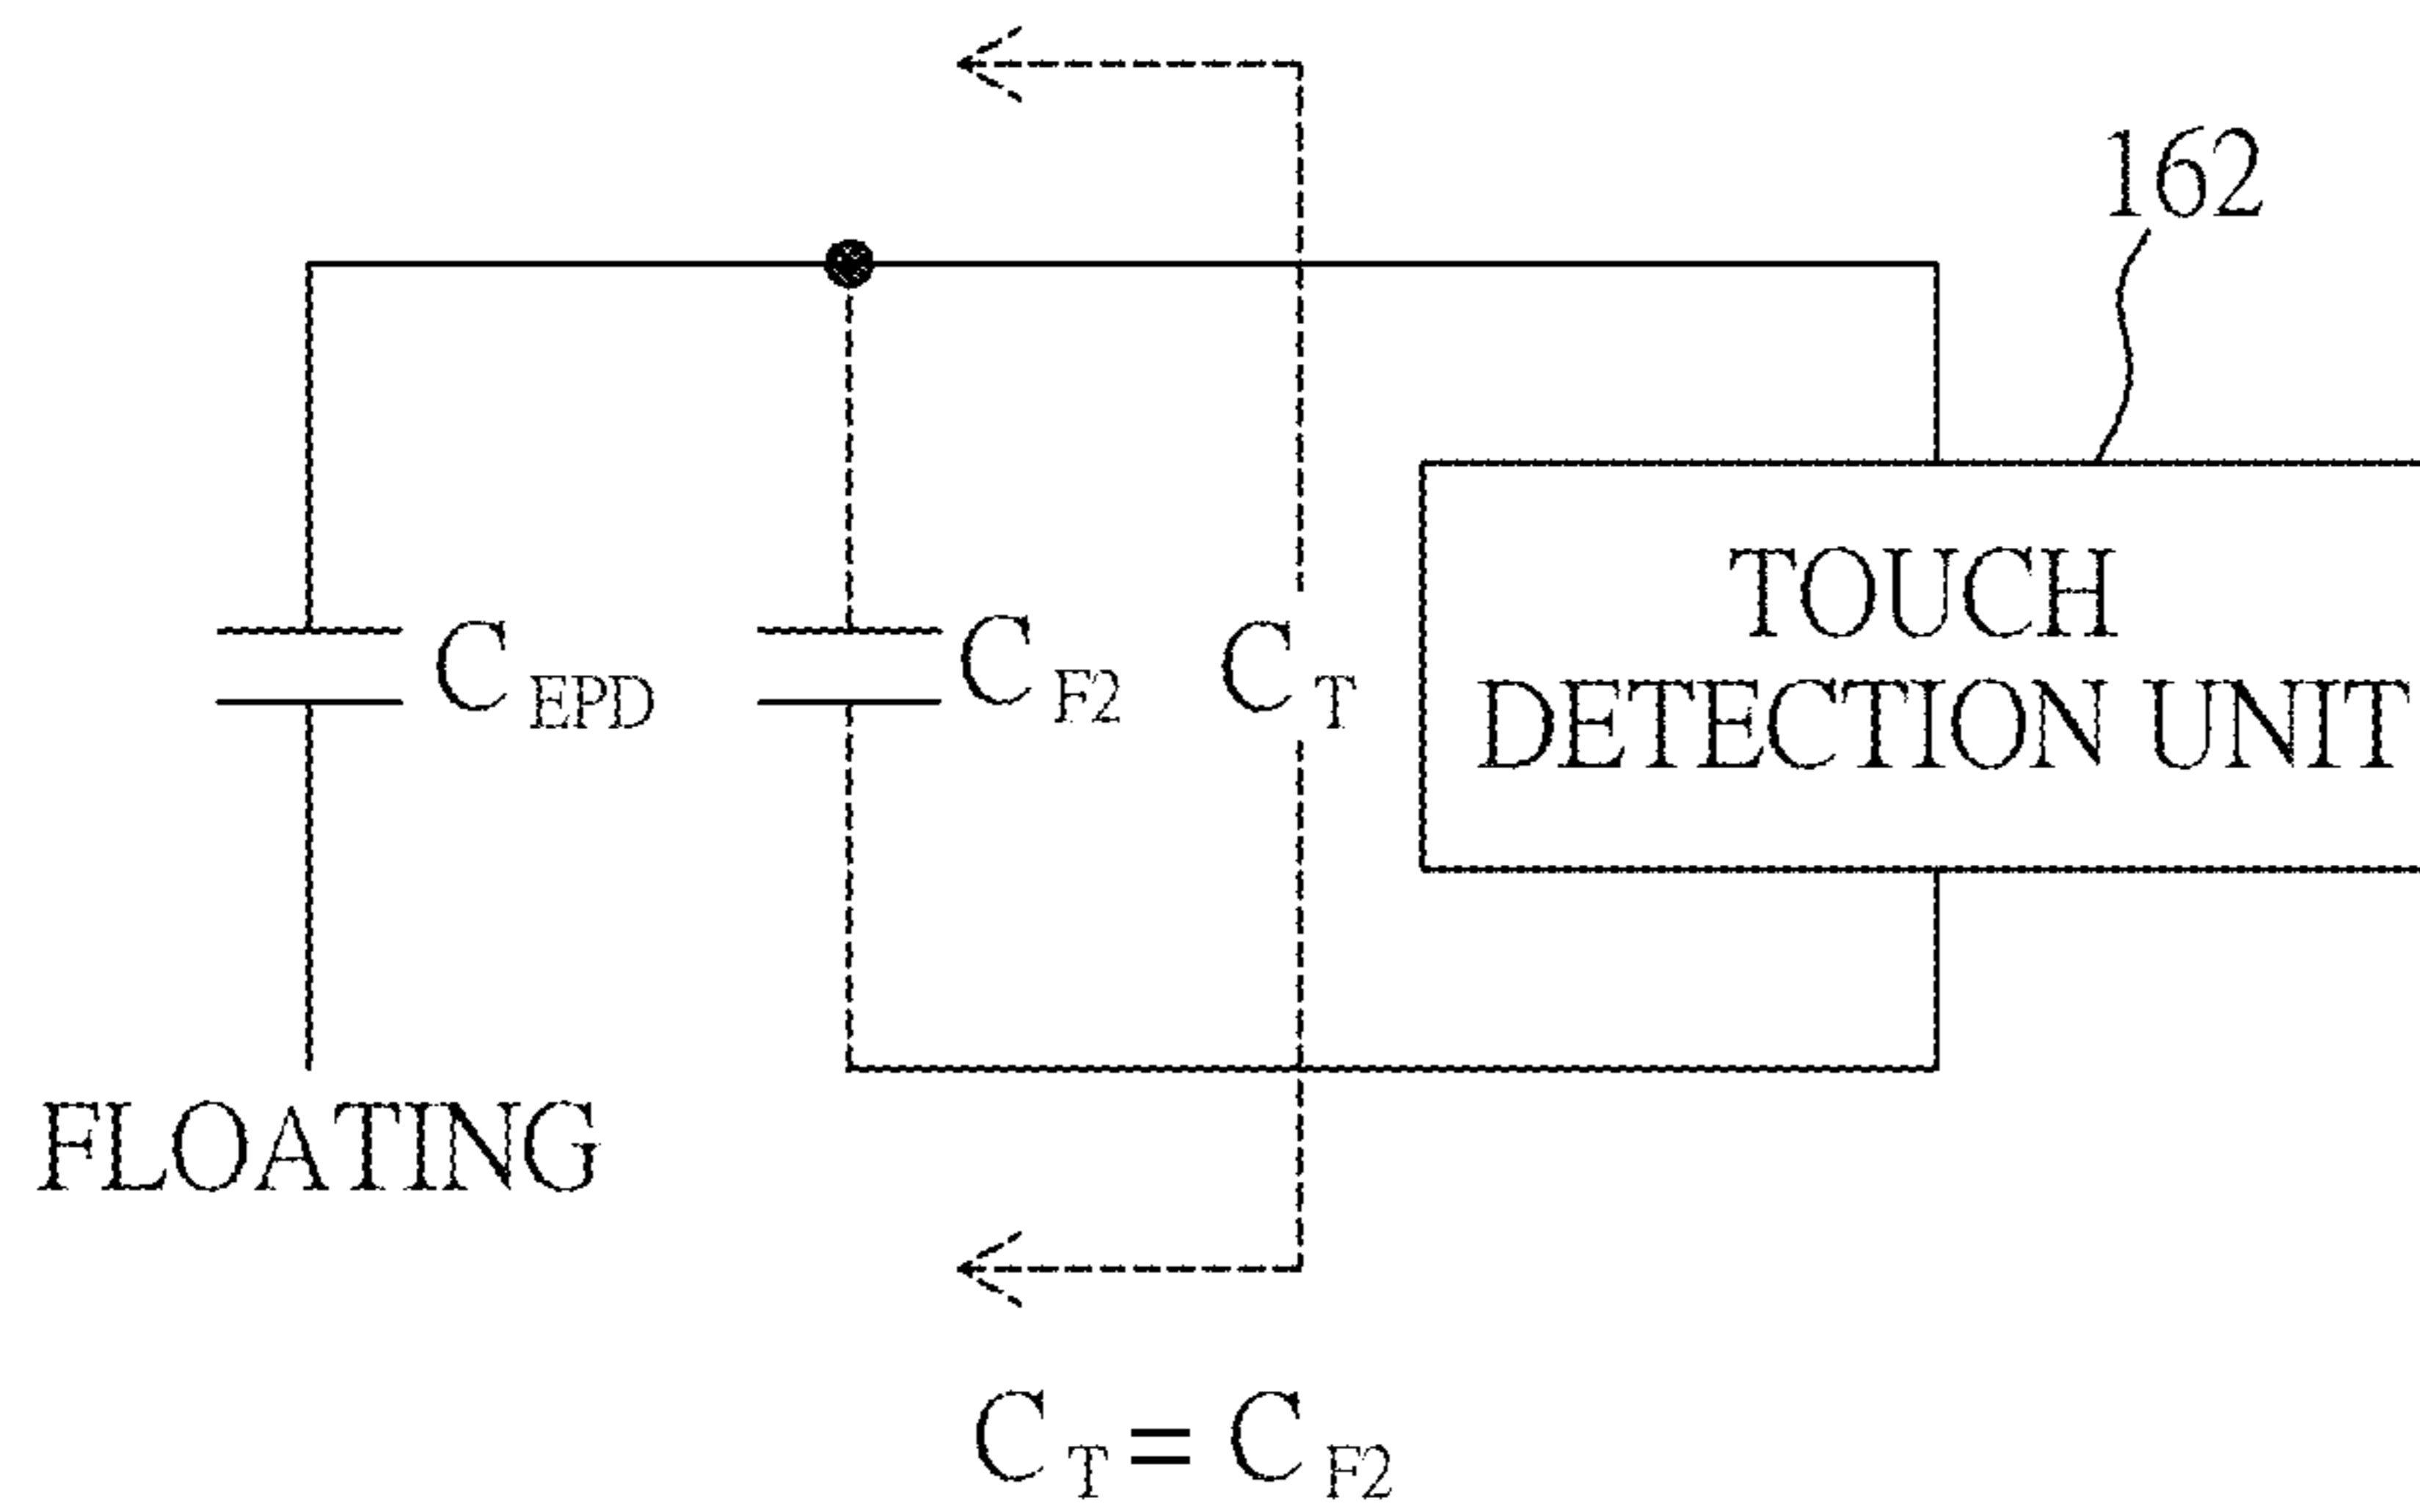 162
TOUCH
DETECTION UNIT
C EPD
C F2
C T
FLOATING
C T = C F2